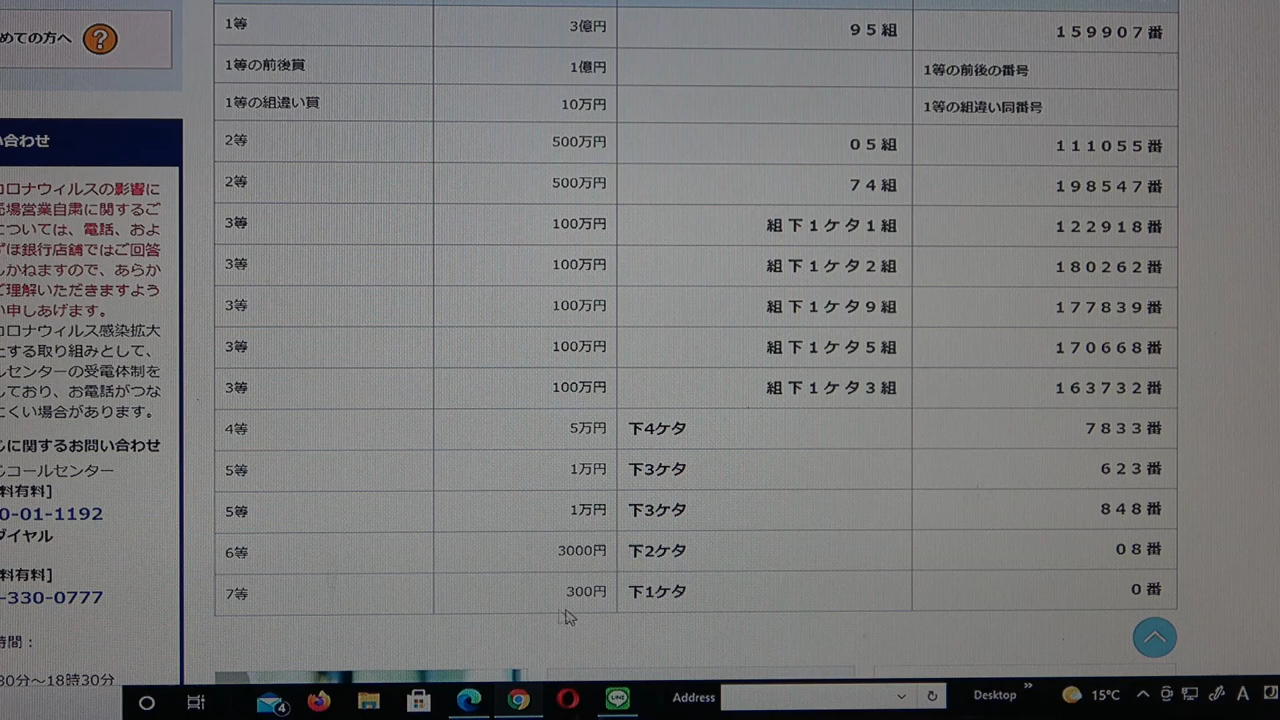 めての方へ
い合わせ
コロナウィルスの影響に
売場営業自粛に関するご
については、電話、およ
ずほ銀行店舗ではご回答
しかねますので、あらか
ご理解いただきますよう
い申しあげます。
コロナウィルス感染拡大
とする取り組みとして、
ルセンターの受電体制を
しており、お電話がつな
にくい場合があります。
じに関するお問い合わせ
じコールセンター
料有料]
0-01-1192
ダイヤル
料有料]
-330-0777
時間：
30分～18時30分
1等 3億円 95組 159907番
1等の前後賞 1億円 1等の前後の番号
1等の組違い賞 10万円 1等の組違い同番号
2等 500万円 05組 111055番
2等 500万円 74組 198547番
3等 100万円 組下1ケタ1組 122918番
3等 100万円 組下1ケタ2組 180262番
3等 100万円 組下1ケタ9組 177839番
3等 100万円 組下1ケタ5組 170668番
3等 100万円 組下1ケタ3組 163732番
4等 5万円 下4ケタ 7833番
5等 1万円 下3ケタ 623番
5等 1万円 下3ケタ 848番
6等 3000円 下2ケタ 08番
7等 300円 下1ケタ 0番
4 LINE Address Desktop 15℃ A